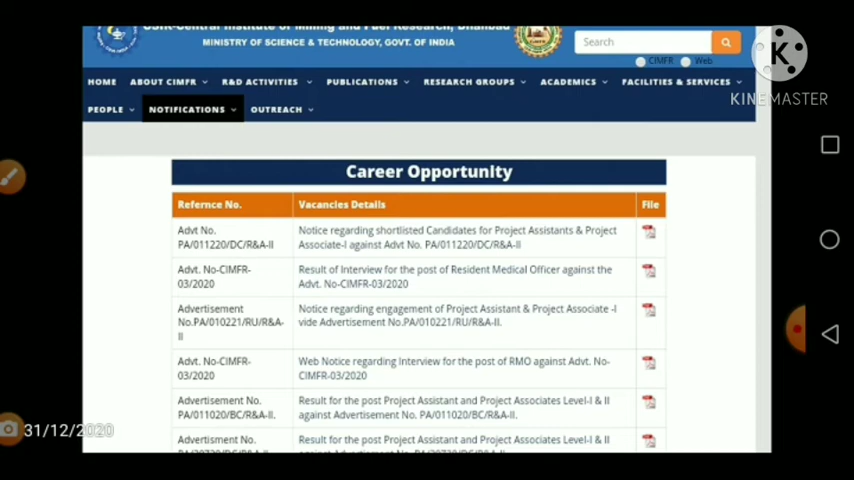 MINISTRY OF SCIENCE & TECHNOLOGY, GOVT. OF INDIA
Search
CIMFR Web
K
KINEMASTER
HOME ABOUT CIMFR R&D ACTIVITIES PUBLICATIONS RESEARCH GROUPS ACADEMICS FACILITIES & SERVICES
PEOPLE NOTIFICATIONS OUTREACH
Career Opportunity
Refernce No. Vacancies Details File
Advt No.
PA/011220/DC/R&A-II
Notice regarding shortlisted Candidates for Project Assistants & Project
Associate-I against Advt No. PA/011220/DC/R&A-II
Advt. No-CIMFR-
03/2020
Result of Interview for the post of Resident Medical Officer against the
Advt. No-CIMFR-03/2020
Advertisement
No.PA/010221/RU/R&A-
II
Notice regarding engagement of Project Assistant & Project Associate -I
vide Advertisement No.PA/010221/RU/R&A-II.
Advt. No-CIMFR-
03/2020
Web Notice regarding Interview for the post of RMO against Advt. No-
CIMFR-03/2020
Advertisement No.
PA/011020/BC/R&A-II.
Result for the post Project Assistant and Project Associates Level-I & II
against Advertisement No. PA/011020/BC/R&A-II.
Advertisment No.
Result for the post Project Assistant and Project Associates Level-I & II
31/12/2020